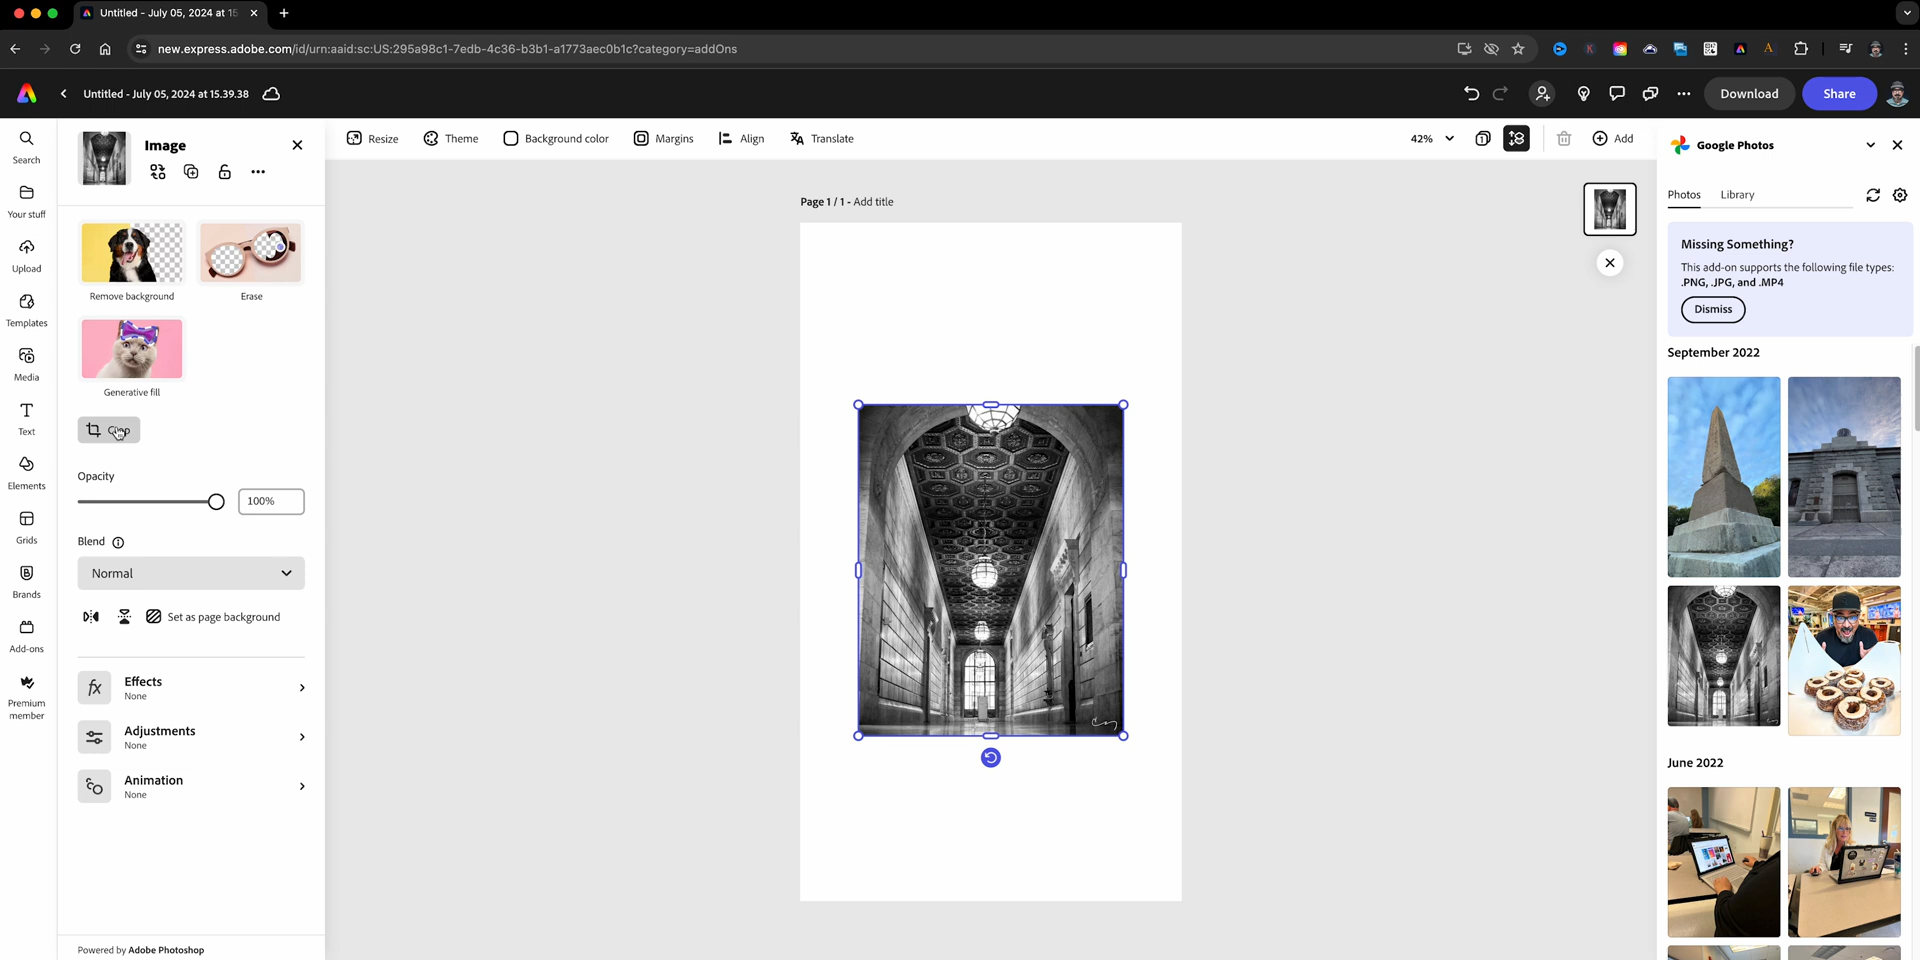 Untitled - July 05, 2024 at 15
new.express.adobe.com/id/urn:aaid:sc:US:295a98c1-7edb-4c36-b3b1-a1773aec0b1c?category=addOns
Untitled - July 05, 2024 at 15.39.38
Download
Share
Search
Your stuff
Upload
Templates
Media
Text
Elements
Grids
Brands
Add-ons
Premium
member
Image
Remove background
Erase
Generative fill
Crop
Opacity
100%
Blend
Normal
Set as page background
Effects
None
Adjustments
None
Animation
None
Powered by Adobe Photoshop
Resize
Theme
Background color
Margins
Align
Translate
42%
Add
Page 1 / 1 - Add title
Google Photos
Photos
Library
Missing Something?
This add-on supports the following file types:
.PNG, .JPG, and .MP4
Dismiss
September 2022
June 2022